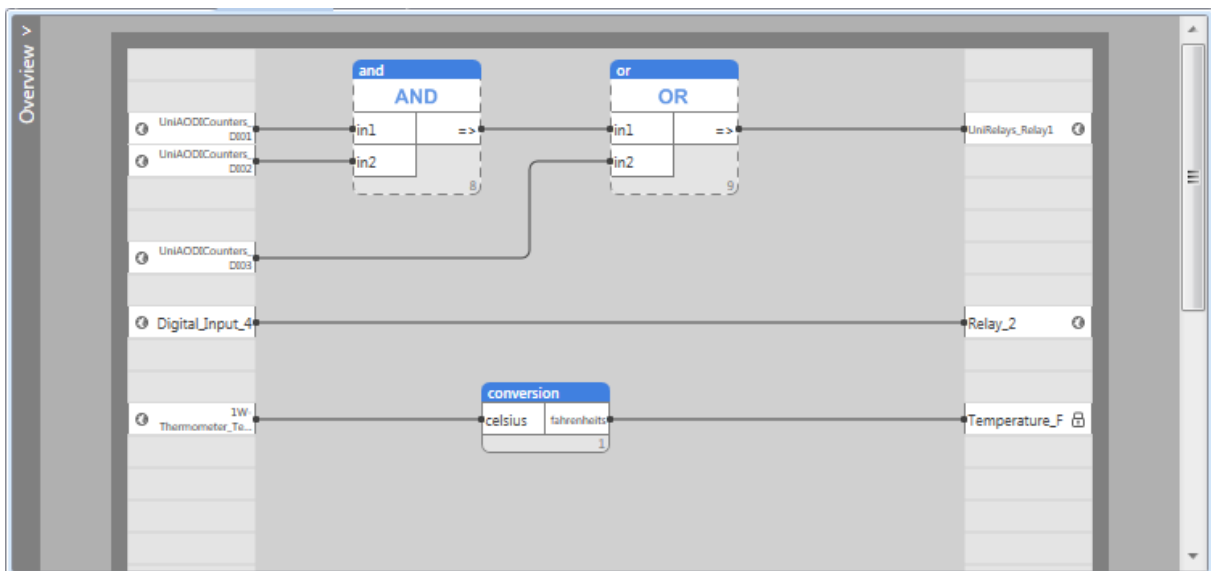 Overview >
and
AND
in1
=>
in2
8
or
OR
in1
=>
in2
9
UniAODICounters_
DI01
UniAODICounters_
DI02
UniAODICounters_
DI03
Digital_Input_4
1W-
Thermometer_Te...
conversion
celsius
fahrenheits
1
UniRelays_Relay1
Relay_2
Temperature_F